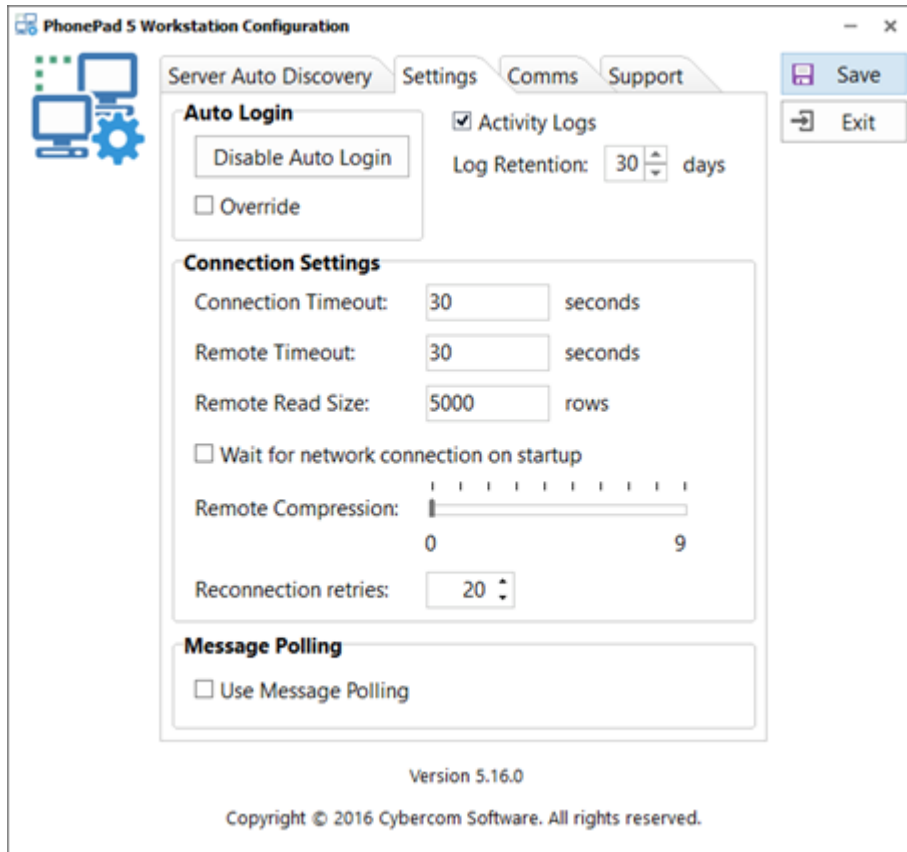 PhonePad 5 Workstation Configuration
Server Auto Discovery
Settings
Comms
Support
Save
Exit
Auto Login
Disable Auto Login
Override
Activity Logs
Log Retention: 30 days
Connection Settings
Connection Timeout: 30 seconds
Remote Timeout: 30 seconds
Remote Read Size: 5000 rows
Wait for network connection on startup
Remote Compression:
0 9
Reconnection retries: 20
Message Polling
Use Message Polling
Version 5.16.0
Copyright © 2016 Cybercom Software. All rights reserved.